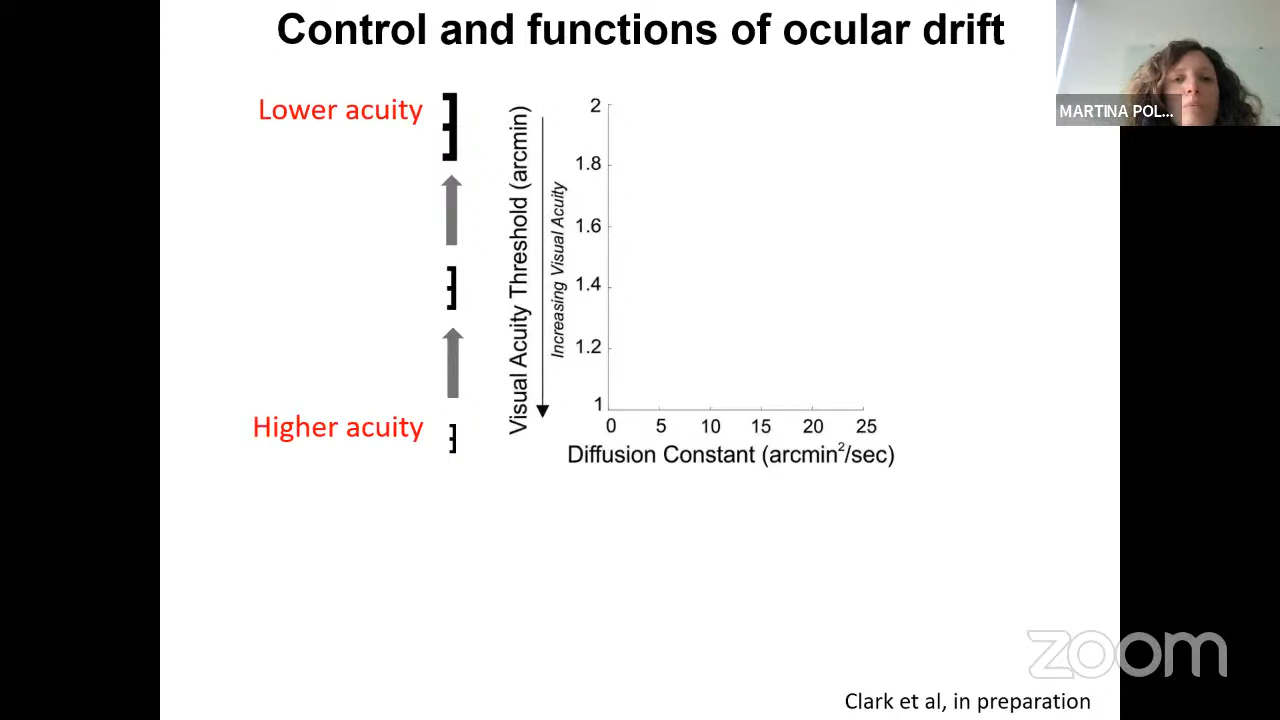 Control and functions of ocular drift
MARTINA POL...
Lower acuity
Higher acuity
Visual Acuity Threshold (arcmin)
Increasing Visual Acuity
2
1.8
1.6
1.4
1.2
1
0 5 10 15 20 25
Diffusion Constant (arcmin²/sec)
zoom
Clark et al, in preparation